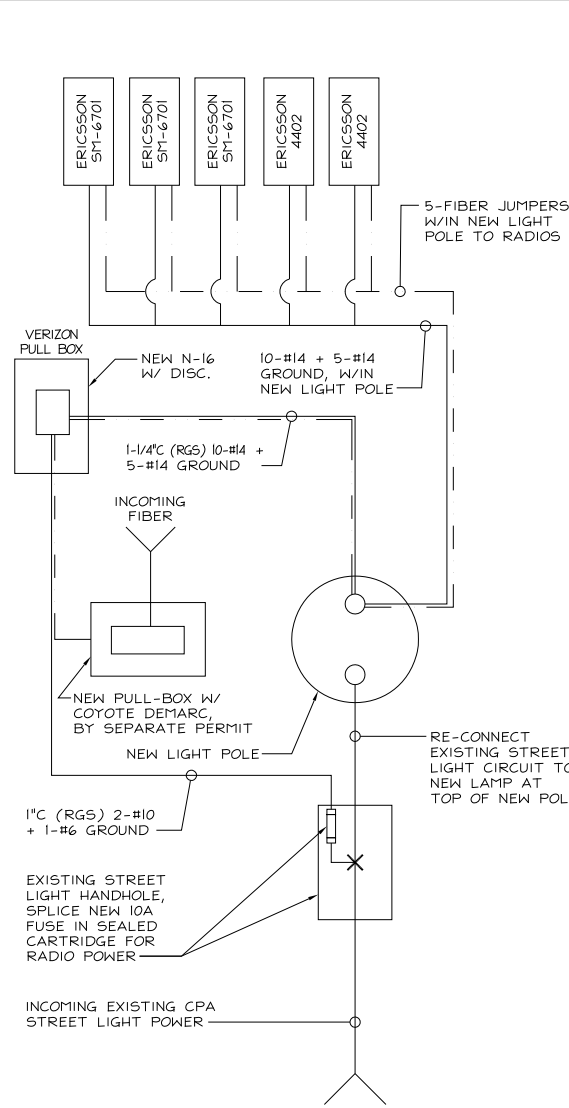 ERICSSON
SM-6701
ERICSSON
SM-6701
ERICSSON
SM-6701
ERICSSON
4402
ERICSSON
4402
5-FIBER JUMPERS
W/IN NEW LIGHT
POLE TO RADIOS
VERIZON
PULL BOX
NEW N-16
W/ DISC.
10-#14 + 5-#14
GROUND, W/IN
NEW LIGHT POLE
1-1/4"C (RGS) 10-#14 +
5-#14 GROUND
INCOMING
FIBER
NEW PULL-BOX W/
COYOTE DEMARC,
BY SEPARATE PERMIT
NEW LIGHT POLE
RE-CONNECT
EXISTING STREET
LIGHT CIRCUIT TO
NEW LAMP AT
TOP OF NEW POL
1"C (RGS) 2-#10
+ 1-#6 GROUND
EXISTING STREET
LIGHT HANDHOLE,
SPLICE NEW 10A
FUSE IN SEALED
CARTRIDGE FOR
RADIO POWER
INCOMING EXISTING CPA
STREET LIGHT POWER